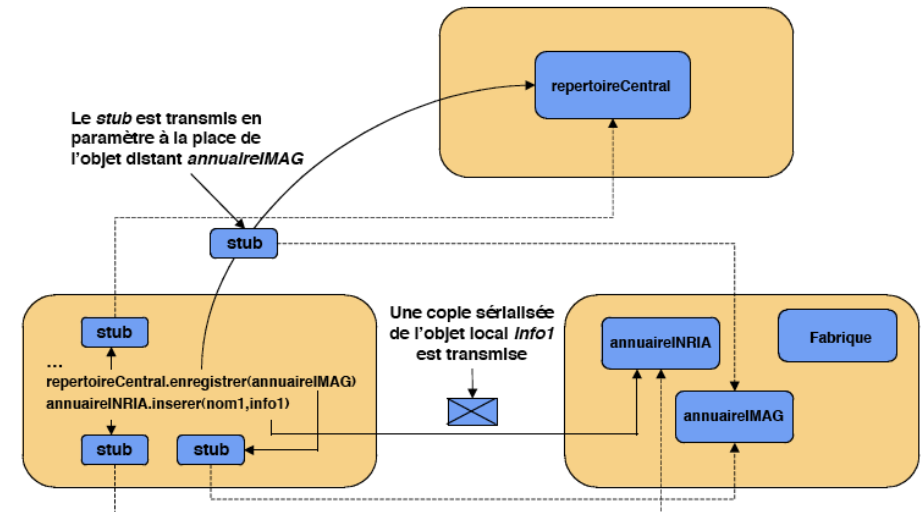 repertoireCentral
Le stub est transmis en
paramètre à la place de
l'objet distant annuaireIMAG
stub
Une copie sérialisée
de l'objet local info1
est transmise
stub
...
repertoireCentral.enregistrer(annuaireIMAG)
annuaireINRIA.inserer(nom1,info1)
stub
stub
annuaireINRIA
Fabrique
annuaireIMAG